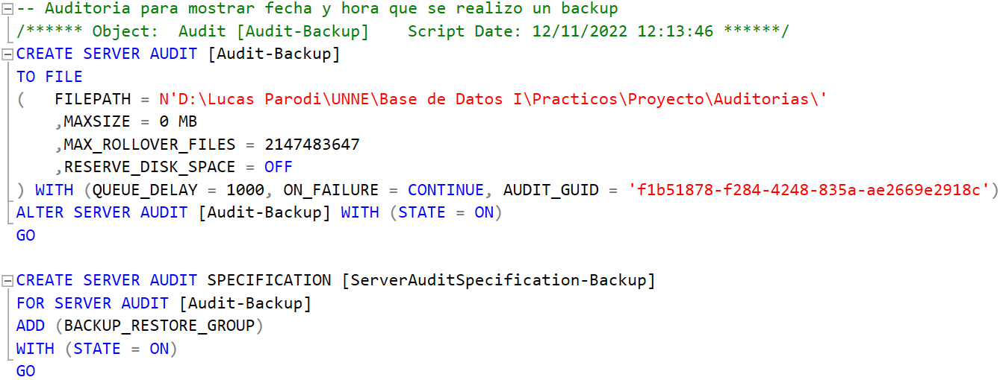 -- Auditoria para mostrar fecha y hora que se realizo un backup
/****** Object:  Audit [Audit-Backup]    Script Date: 12/11/2022 12:13:46 ******/
CREATE SERVER AUDIT [Audit-Backup]
TO FILE
(   FILEPATH = N'D:\Lucas Parodi\UNNE\Base de Datos I\Practicos\Proyecto\Auditorias\'
    ,MAXSIZE = 0 MB
    ,MAX_ROLLOVER_FILES = 2147483647
    ,RESERVE_DISK_SPACE = OFF
) WITH (QUEUE_DELAY = 1000, ON_FAILURE = CONTINUE, AUDIT_GUID = 'f1b51878-f284-4248-835a-ae2669e2918c')
ALTER SERVER AUDIT [Audit-Backup] WITH (STATE = ON)
GO

CREATE SERVER AUDIT SPECIFICATION [ServerAuditSpecification-Backup]
FOR SERVER AUDIT [Audit-Backup]
ADD (BACKUP_RESTORE_GROUP)
WITH (STATE = ON)
GO